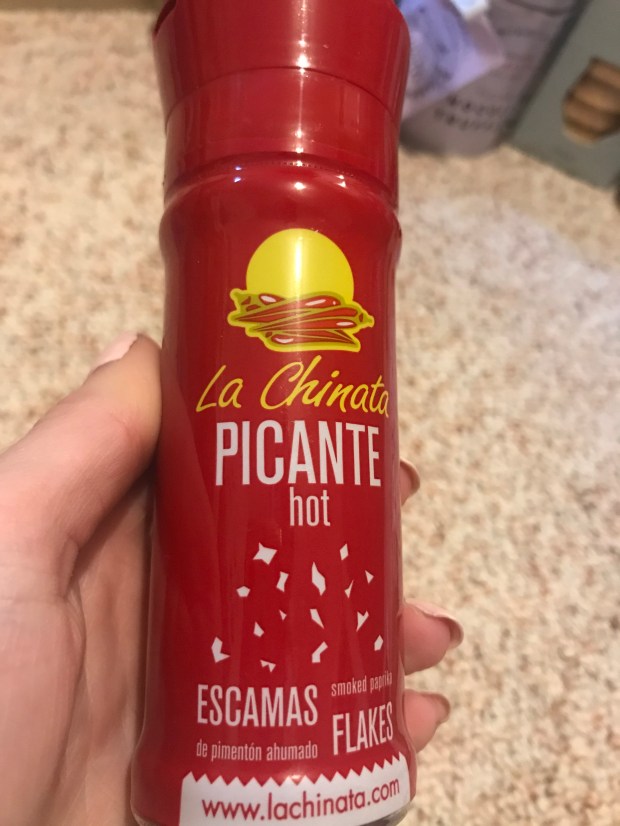 La Chinata
PICANTE
hot
ESCAMAS
de pimentón ahumado
smoked paprika
FLAKES
www.lachinata.com